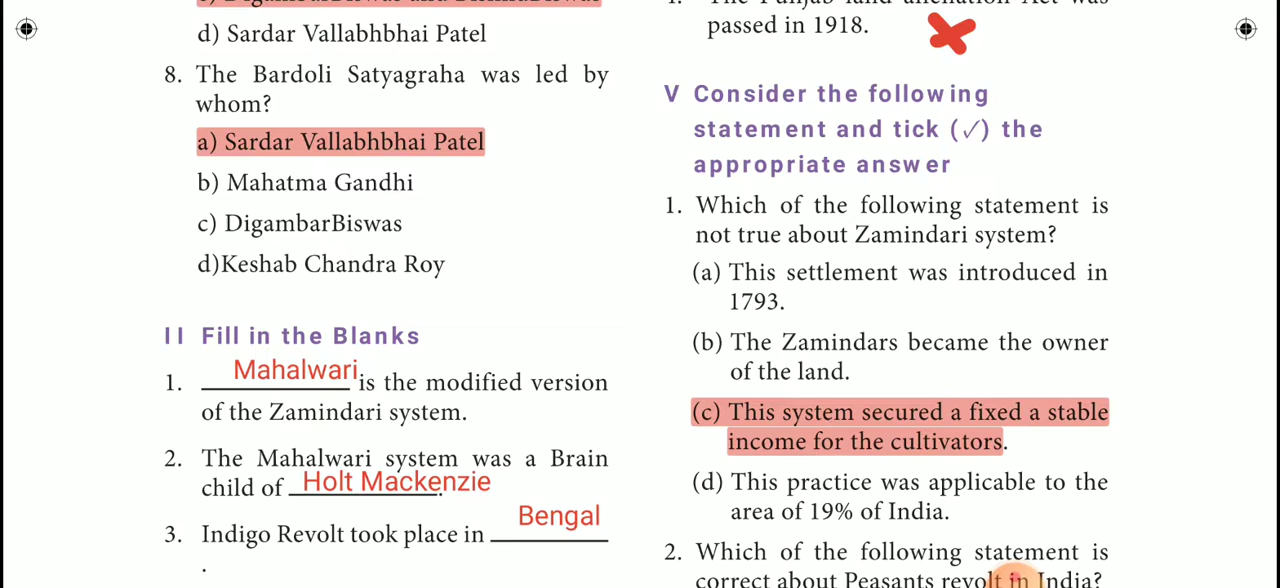 d) Sardar Vallabhbhai Patel
8. The Bardoli Satyagraha was led by
whom?
a) Sardar Vallabhbhai Patel
b) Mahatma Gandhi
c) DigambarBiswas
d)Keshab Chandra Roy
II Fill in the Blanks
Mahalwari
1. __________ is the modified version
of the Zamindari system.
2. The Mahalwari system was a Brain
child of Holt Mackenzie.
Bengal
3. Indigo Revolt took place in ________
.
passed in 1918.
V Consider the following
statement and tick (✓) the
appropriate answer
1. Which of the following statement is
not true about Zamindari system?
(a) This settlement was introduced in
1793.
(b) The Zamindars became the owner
of the land.
(c) This system secured a fixed a stable
income for the cultivators.
(d) This practice was applicable to the
area of 19% of India.
2. Which of the following statement is
correct about Peasants revolt in India?